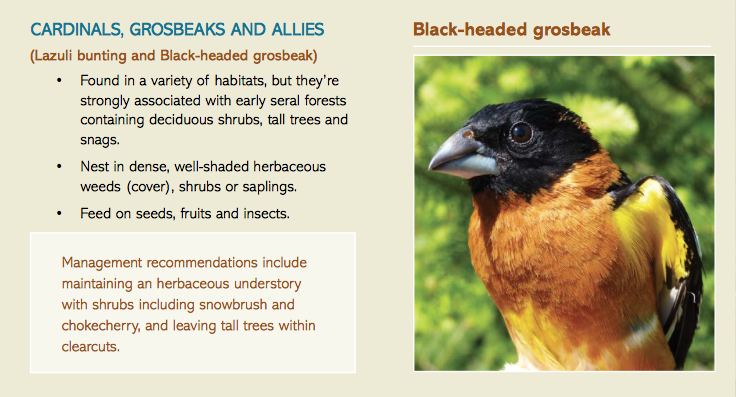 CARDINALS, GROSBEAKS AND ALLIES
(Lazuli bunting and Black-headed grosbeak)
• Found in a variety of habitats, but they're
strongly associated with early seral forests
containing deciduous shrubs, tall trees and
snags.
• Nest in dense, well-shaded herbaceous
weeds (cover), shrubs or saplings.
• Feed on seeds, fruits and insects.
Management recommendations include
maintaining an herbaceous understory
with shrubs including snowbrush and
chokecherry, and leaving tall trees within
clearcuts.
Black-headed grosbeak